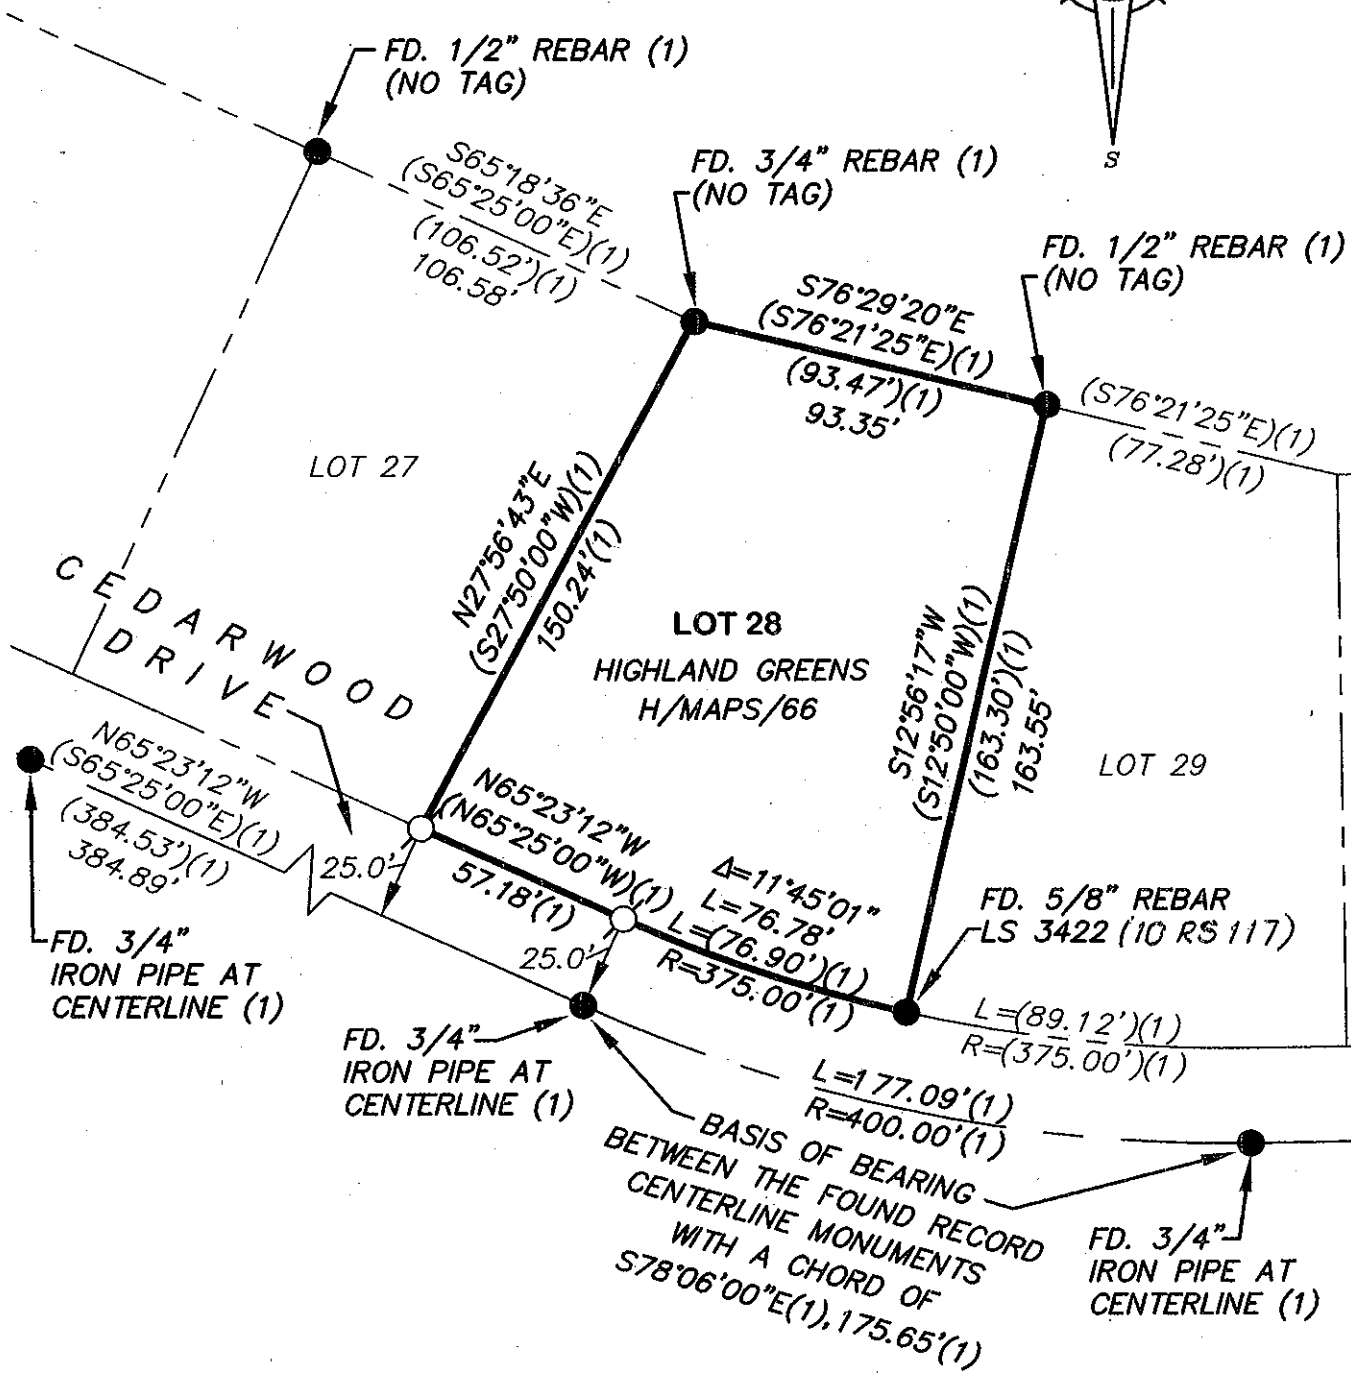 S
FD. 1/2" REBAR (1)
(NO TAG)
FD. 3/4" REBAR (1)
(NO TAG)
FD. 1/2" REBAR (1)
(NO TAG)
S65°18'36"E
(S65°25'00"E)(1)
(106.52')(1)
106.58'
S76°29'20"E
(S76°21'25"E)(1)
(93.47')(1)
93.35'
(S76°21'25"E)(1)
(77.28')(1)
LOT 27
N27°56'43"E
(S27°50'00"W)(1)
150.24'(1)
LOT 28
HIGHLAND GREENS
H/MAPS/66
S12°56'17"W
(S12°50'00"W)(1)
(163.30')(1)
163.55'
LOT 29
CEDARWOOD
DRIVE
N65°23'12"W
(S65°25'00"E)(1)
(384.53')(1)
384.89'
25.0'
N65°23'12"W
(N65°25'00"W)(1)
57.18'(1)
25.0'
Δ=11°45'01"
L=76.78'
L=(76.90')(1)
R=375.00'(1)
FD. 5/8" REBAR
LS 3422 (10 RS 117)
FD. 3/4"
IRON PIPE AT
CENTERLINE (1)
FD. 3/4"
IRON PIPE AT
CENTERLINE (1)
L=(89.12')(1)
R=(375.00')(1)
L=177.09'(1)
R=400.00'(1)
BASIS OF BEARING
BETWEEN THE FOUND RECORD
CENTERLINE MONUMENTS
WITH A CHORD OF
S78°06'00"E(1), 175.65'(1)
FD. 3/4"
IRON PIPE AT
CENTERLINE (1)